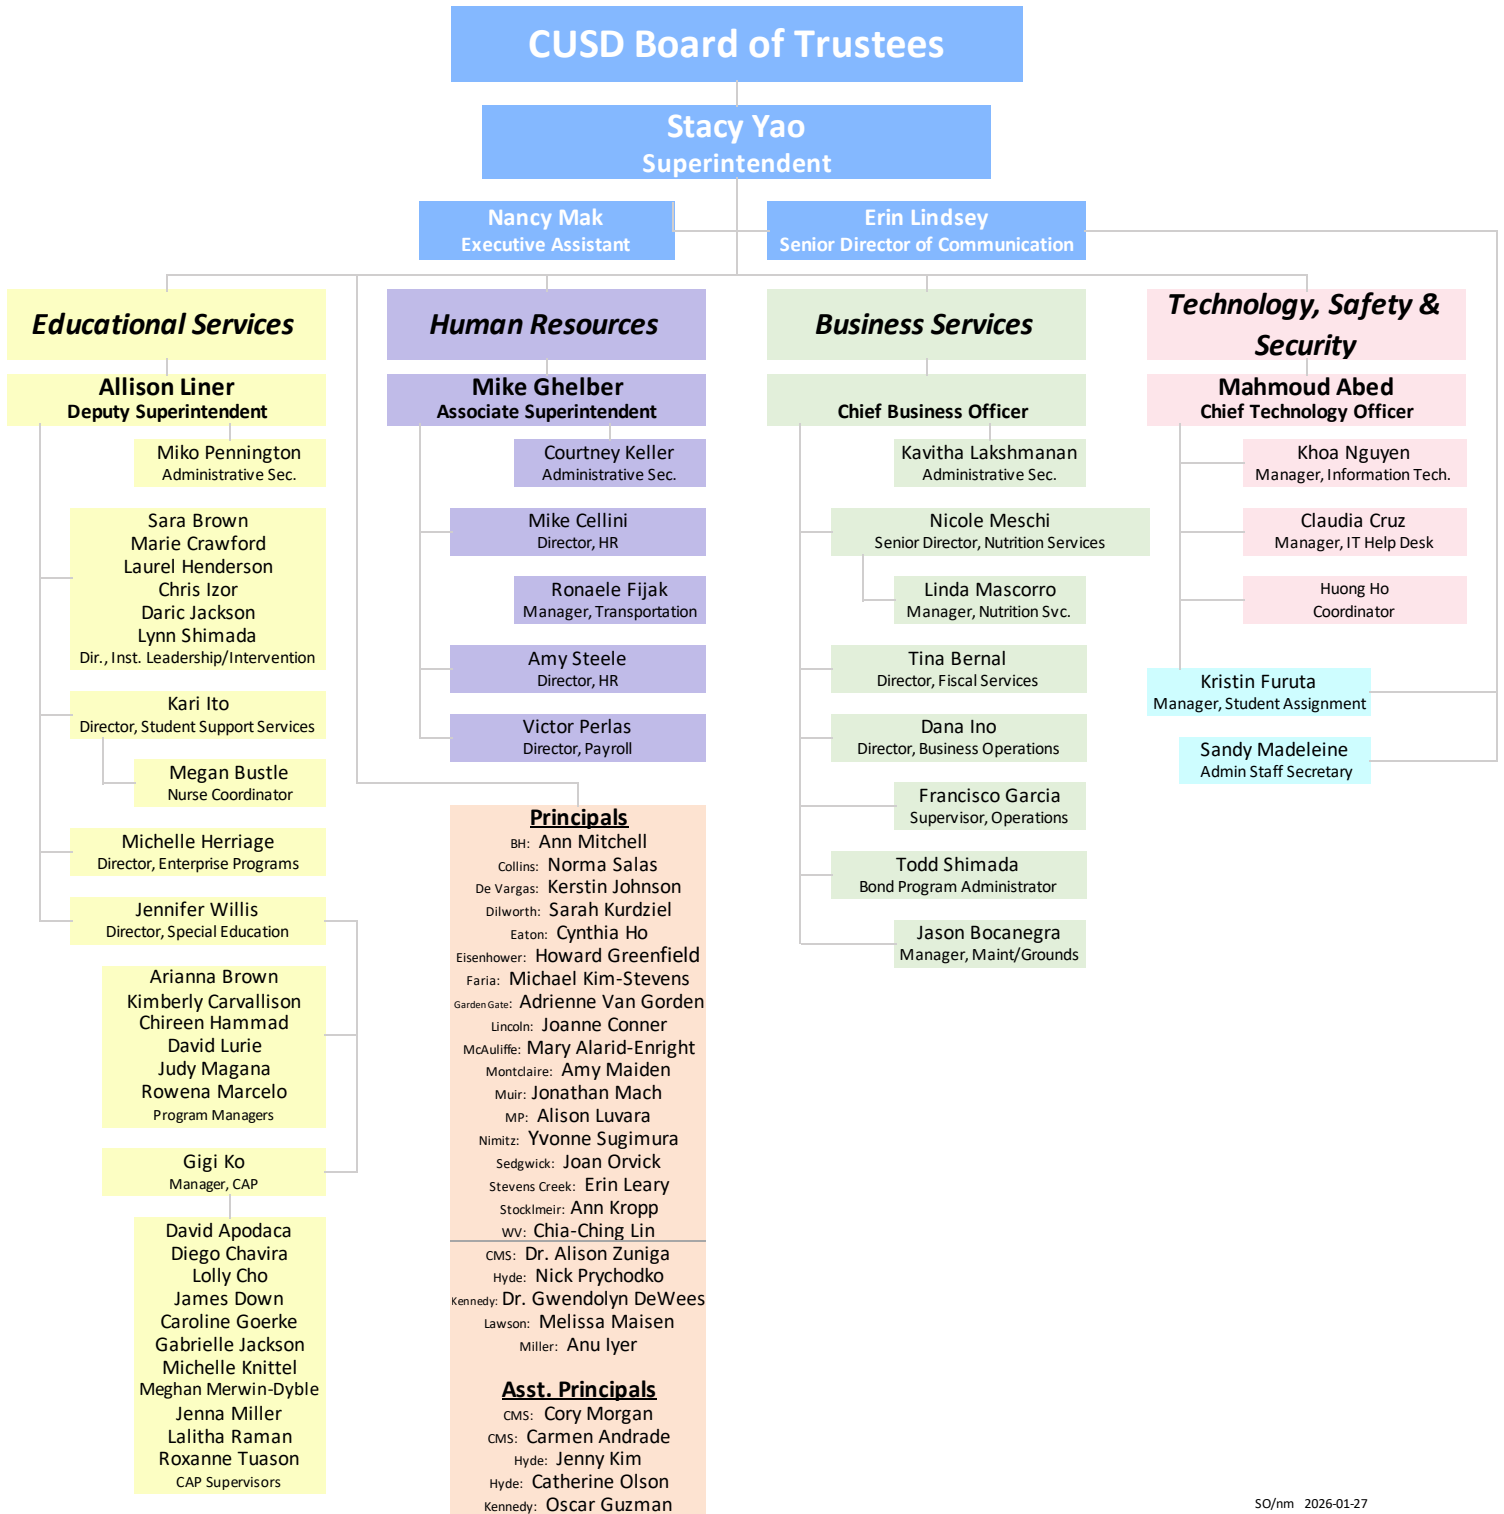 CUSD Board of Trustees
Stacy Yao
Superintendent
Nancy Mak
Executive Assistant
Erin Lindsey
Senior Director of Communication
Educational Services
Allison Liner
Deputy Superintendent
Miko Pennington
Administrative Sec.
Sara Brown
Marie Crawford
Laurel Henderson
Chris Izor
Daric Jackson
Lynn Shimada
Dir., Inst. Leadership/Intervention
Kari Ito
Director, Student Support Services
Megan Bustle
Nurse Coordinator
Michelle Herriage
Director, Enterprise Programs
Jennifer Willis
Director, Special Education
Arianna Brown
Kimberly Carvallison
Chireen Hammad
David Lurie
Judy Magana
Rowena Marcelo
Program Managers
Gigi Ko
Manager, CAP
David Apodaca
Diego Chavira
Lolly Cho
James Down
Caroline Goerke
Gabrielle Jackson
Michelle Knittel
Meghan Merwin-Dyble
Jenna Miller
Lalitha Raman
Roxanne Tuason
CAP Supervisors
Human Resources
Mike Ghelber
Associate Superintendent
Courtney Keller
Administrative Sec.
Mike Cellini
Director, HR
Ronaele Fijak
Manager, Transportation
Amy Steele
Director, HR
Victor Perlas
Director, Payroll
Principals
BH: Ann Mitchell
Collins: Norma Salas
De Vargas: Kerstin Johnson
Dilworth: Sarah Kurdziel
Eaton: Cynthia Ho
Eisenhower: Howard Greenfield
Faria: Michael Kim-Stevens
Garden Gate: Adrienne Van Gorden
Lincoln: Joanne Conner
McAuliffe: Mary Alarid-Enright
Montclaire: Amy Maiden
Muir: Jonathan Mach
MP: Alison Luvara
Nimitz: Yvonne Sugimura
Sedgwick: Joan Orvick
Stevens Creek: Erin Leary
Stocklmeir: Ann Kropp
WV: Chia-Ching Lin
CMS: Dr. Alison Zuniga
Hyde: Nick Prychodko
Kennedy: Dr. Gwendolyn DeWees
Lawson: Melissa Maisen
Miller: Anu Iyer
Asst. Principals
CMS: Cory Morgan
CMS: Carmen Andrade
Hyde: Jenny Kim
Hyde: Catherine Olson
Kennedy: Oscar Guzman
Business Services
Chief Business Officer
Kavitha Lakshmanan
Administrative Sec.
Nicole Meschi
Senior Director, Nutrition Services
Linda Mascorro
Manager, Nutrition Svc.
Tina Bernal
Director, Fiscal Services
Dana Ino
Director, Business Operations
Francisco Garcia
Supervisor, Operations
Todd Shimada
Bond Program Administrator
Jason Bocanegra
Manager, Maint/Grounds
Technology, Safety &
Security
Mahmoud Abed
Chief Technology Officer
Khoa Nguyen
Manager, Information Tech.
Claudia Cruz
Manager, IT Help Desk
Huong Ho
Coordinator
Kristin Furuta
Manager, Student Assignment
Sandy Madeleine
Admin Staff Secretary
SO/nm 2026-01-27